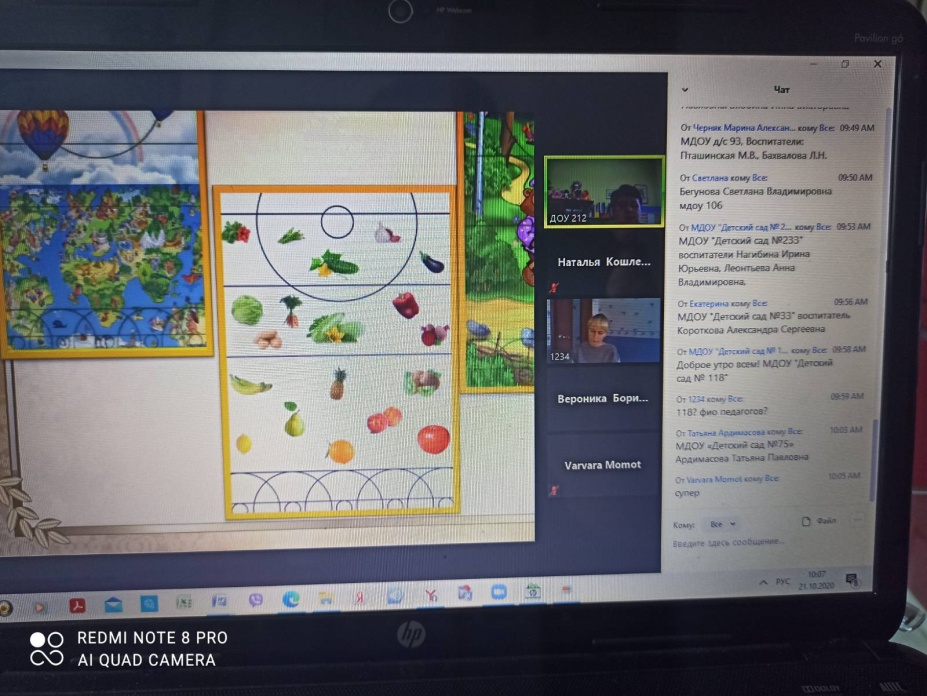 HP Webcam
Pavilion g6
Чат
От Черняк Марина Алексан... кому Все: 09:49 AM
МДОУ д/с 93, Воспитатели:
Пташинская М.В., Бахвалова Л.Н.
От Светлана кому Все: 09:50 AM
Бегунова Светлана Владимировна
мдоу 106
От МДОУ "Детский сад № 2... кому Все: 09:53 AM
МДОУ "Детский сад №233"
воспитатели Нагибина Ирина
Юрьевна, Леонтьева Анна
Владимировна,
От Екатерина кому Все: 09:56 AM
МДОУ "Детский сад №33" воспитатель
Короткова Александра Сергеевна
От МДОУ "Детский сад № 1... кому Все: 09:58 AM
Доброе утро всем! МДОУ "Детский
сад № 118"
От 1234 кому Все: 09:59 AM
118? фио педагогов?
От Татьяна Ардимасова кому Все: 10:03 AM
МДОУ «Детский сад №75»
Ардимасова Татьяна Павловна
От Varvara Momot кому Все: 10:05 AM
супер
Кому: Все
Файл
Введите здесь сообщение...
ДОУ 212
Наталья Кошле...
1234
Вероника Бори...
Varvara Momot
РУС
10:07
21.10.2020
hp
REDMI NOTE 8 PRO
AI QUAD CAMERA